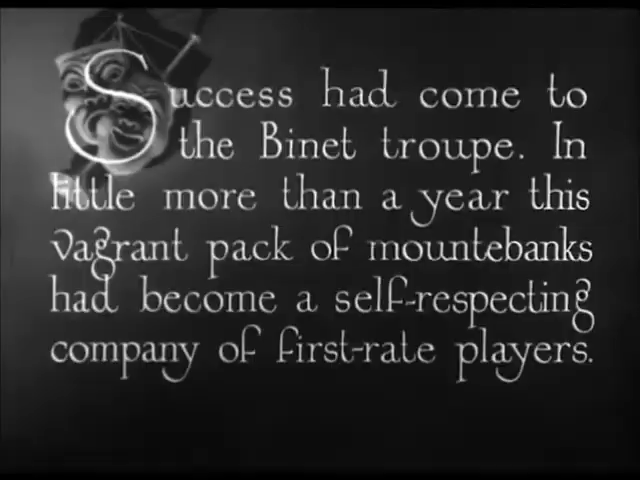 Success had come to
the Binet troupe. In
little more than a year this
vagrant pack of mountebanks
had become a self-respecting
company of first-rate players.